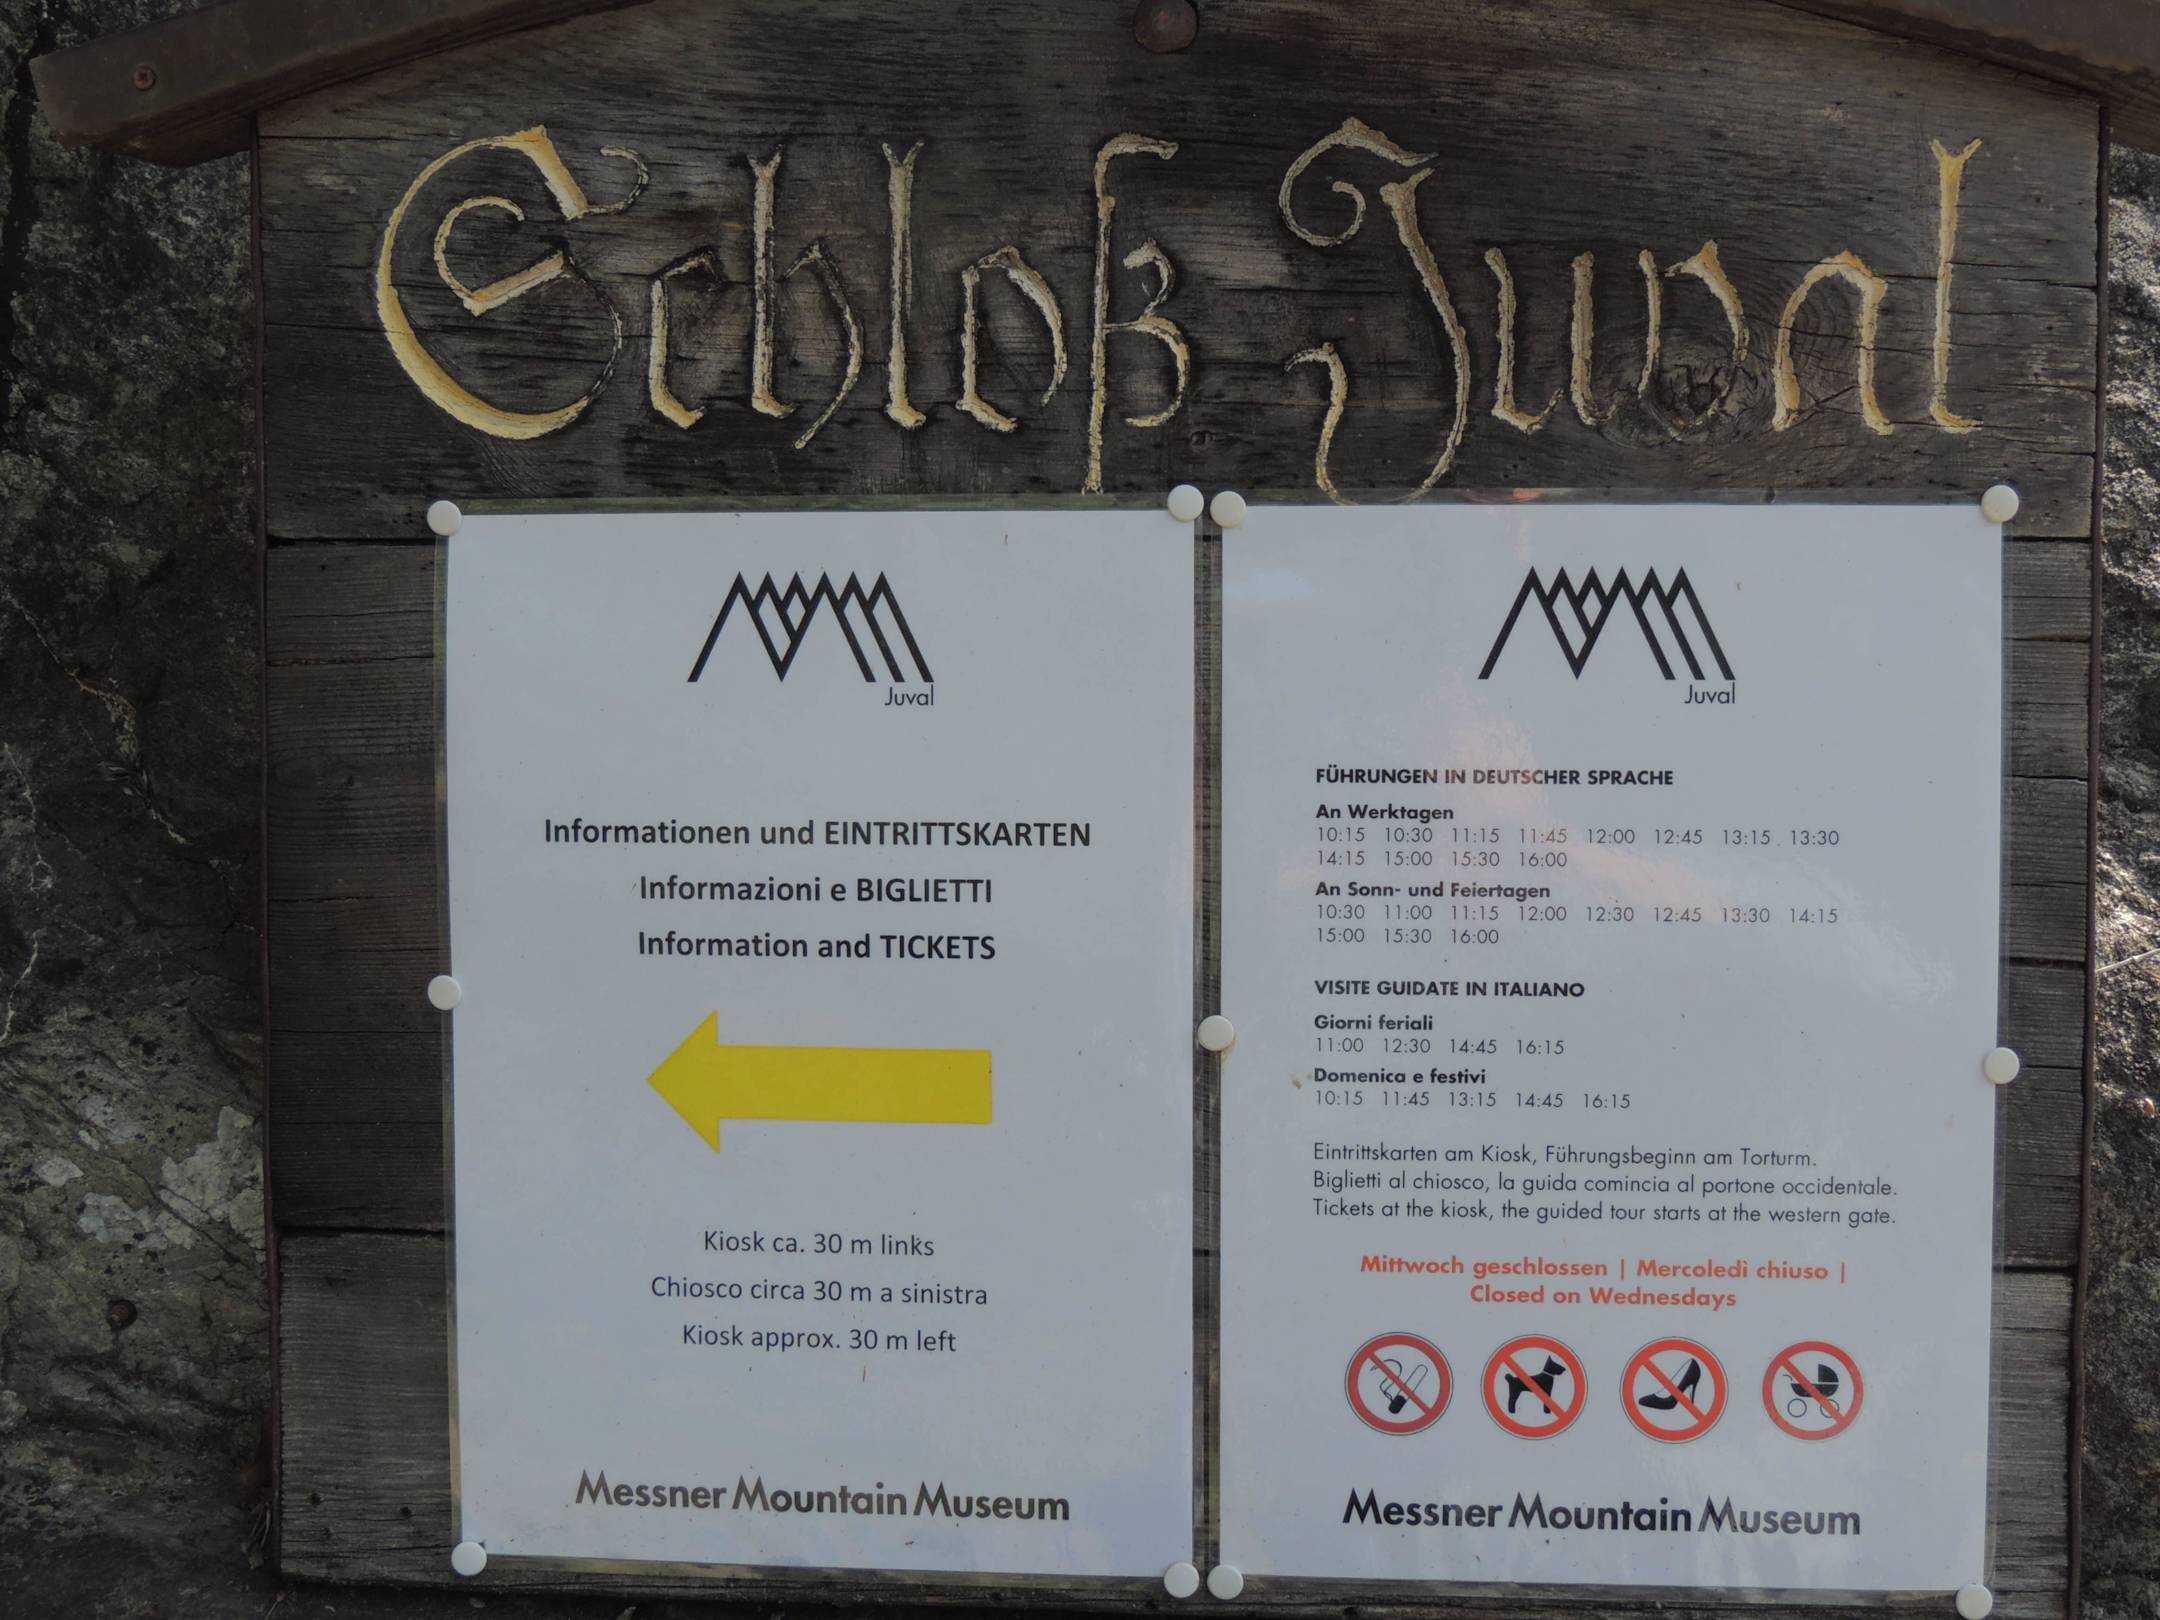 Schloß Juval
Juval
Informationen und EINTRITTSKARTEN
Informazioni e BIGLIETTI
Information and TICKETS
Kiosk ca. 30 m links
Chiosco circa 30 m a sinistra
Kiosk approx. 30 m left
Messner Mountain Museum
Juval
FÜHRUNGEN IN DEUTSCHER SPRACHE
An Werktagen
10:15 10:30 11:15 11:45 12:00 12:45 13:15 13:30
14:15 15:00 15:30 16:00
An Sonn- und Feiertagen
10:30 11:00 11:15 12:00 12:30 12:45 13:30 14:15
15:00 15:30 16:00
VISITE GUIDATE IN ITALIANO
Giorni feriali
11:00 12:30 14:45 16:15
Domenica e festivi
10:15 11:45 13:15 14:45 16:15
Eintrittskarten am Kiosk, Führungsbeginn am Torturm.
Biglietti al chiosco, la guida comincia al portone occidentale.
Tickets at the kiosk, the guided tour starts at the western gate.
Mittwoch geschlossen | Mercoledì chiuso |
Closed on Wednesdays
Messner Mountain Museum